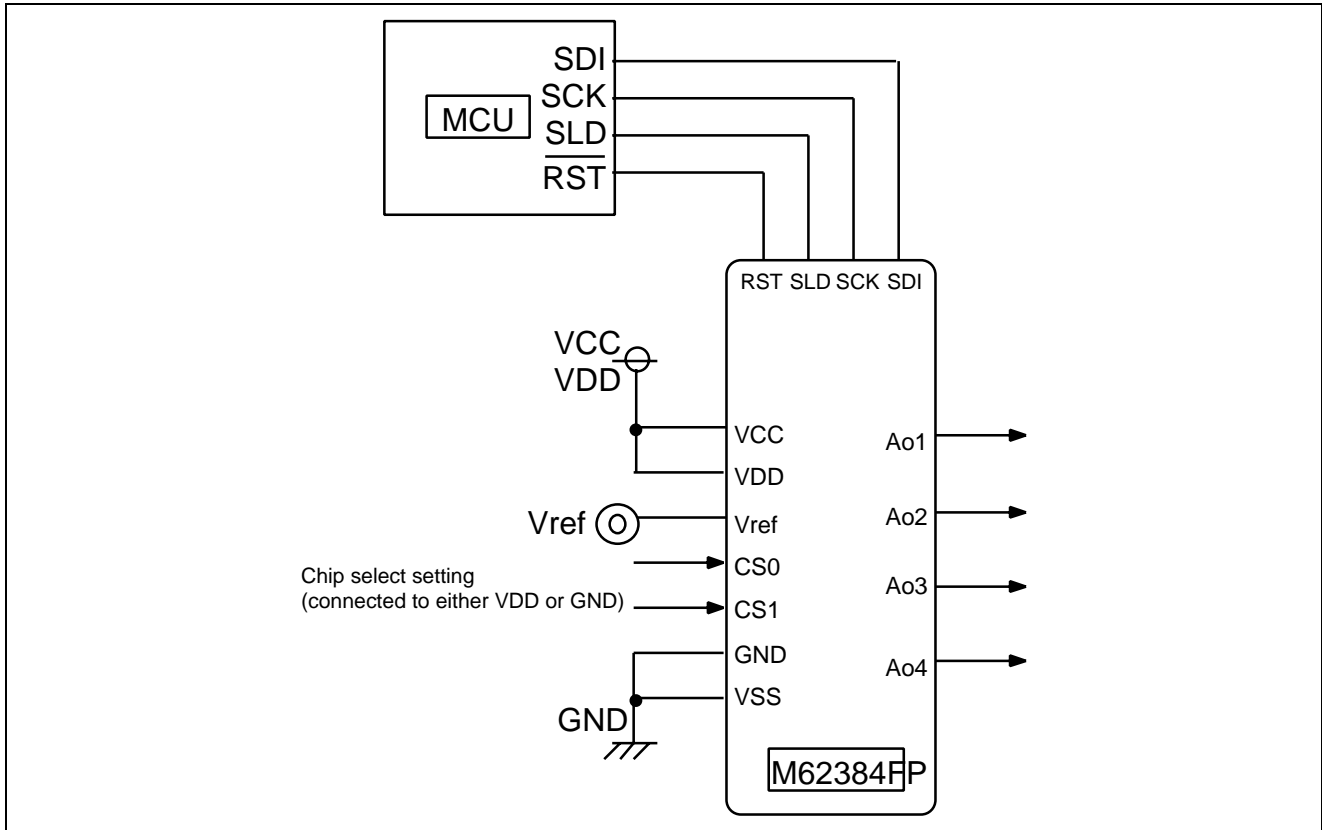 SDI
SCK
MCU
SLD
RST
RST SLD SCK SDI
VCC
VDD
VCC
VDD
Vref
Vref
CS0
Chip select setting
(connected to either VDD or GND)
CS1
GND
VSS
GND
Ao1
Ao2
Ao3
Ao4
M62384FP